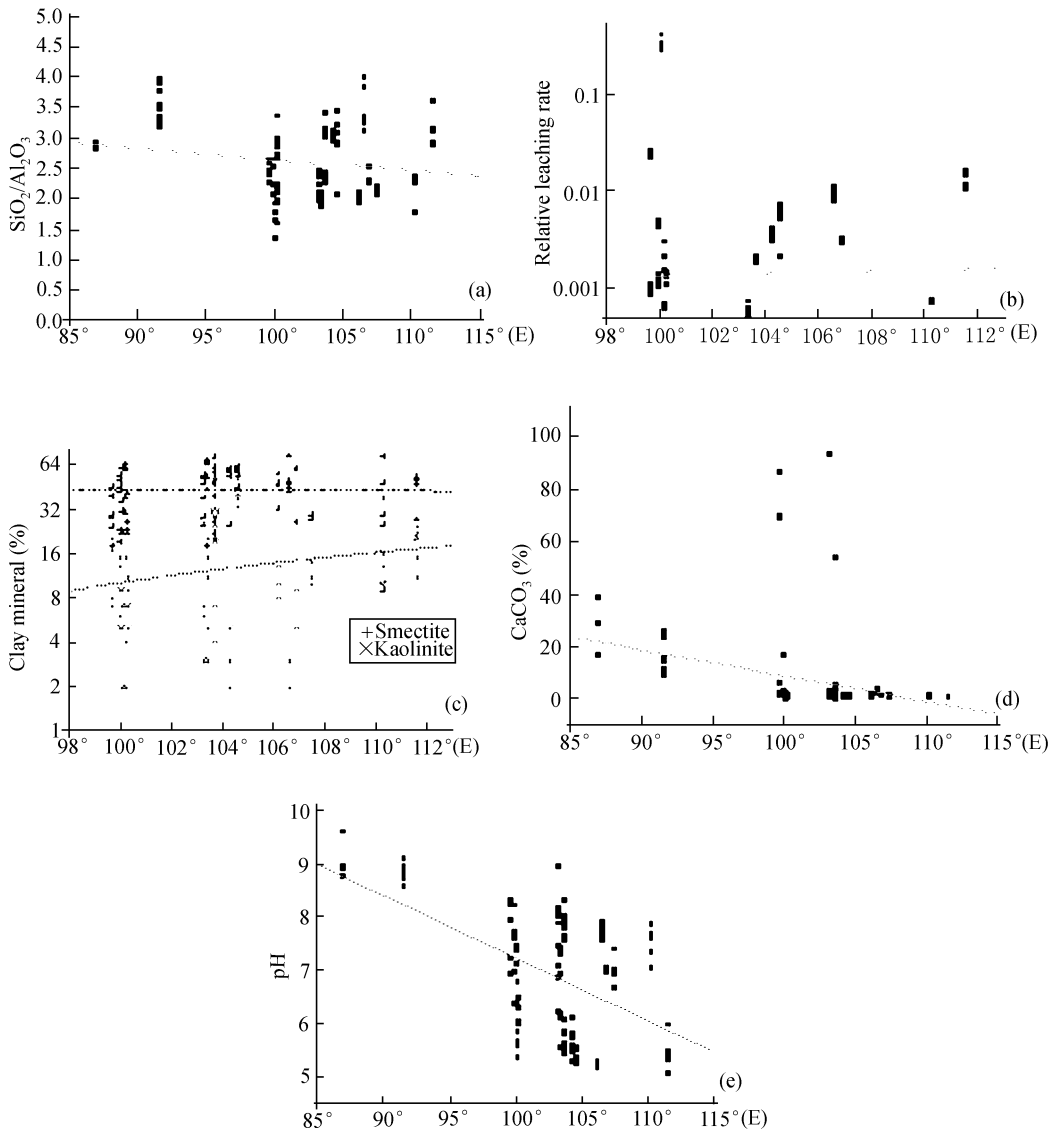 5.0
4.5
4.0
3.5
3.0
2.5
2.0
1.5
1.0
0.5
0.0
SiO2/Al2O3
85° 90° 95° 100° 105° 110° 115° (E)
(a)
0.1
0.01
0.001
Relative leaching rate
98 100° 102° 104° 106° 108° 110° 112° (E)
(b)
64
32
16
8
4
2
1
Clay mineral (%)
+Smectite
×Kaolinite
98° 100° 102° 104° 106° 108° 110° 112°(E)
(c)
100
80
60
40
20
0
CaCO3 (%)
85° 90° 95° 100° 105° 110° 115°(E)
(d)
10
9
8
7
6
5
pH
85° 90° 95° 100° 105° 110° 115°(E)
(e)